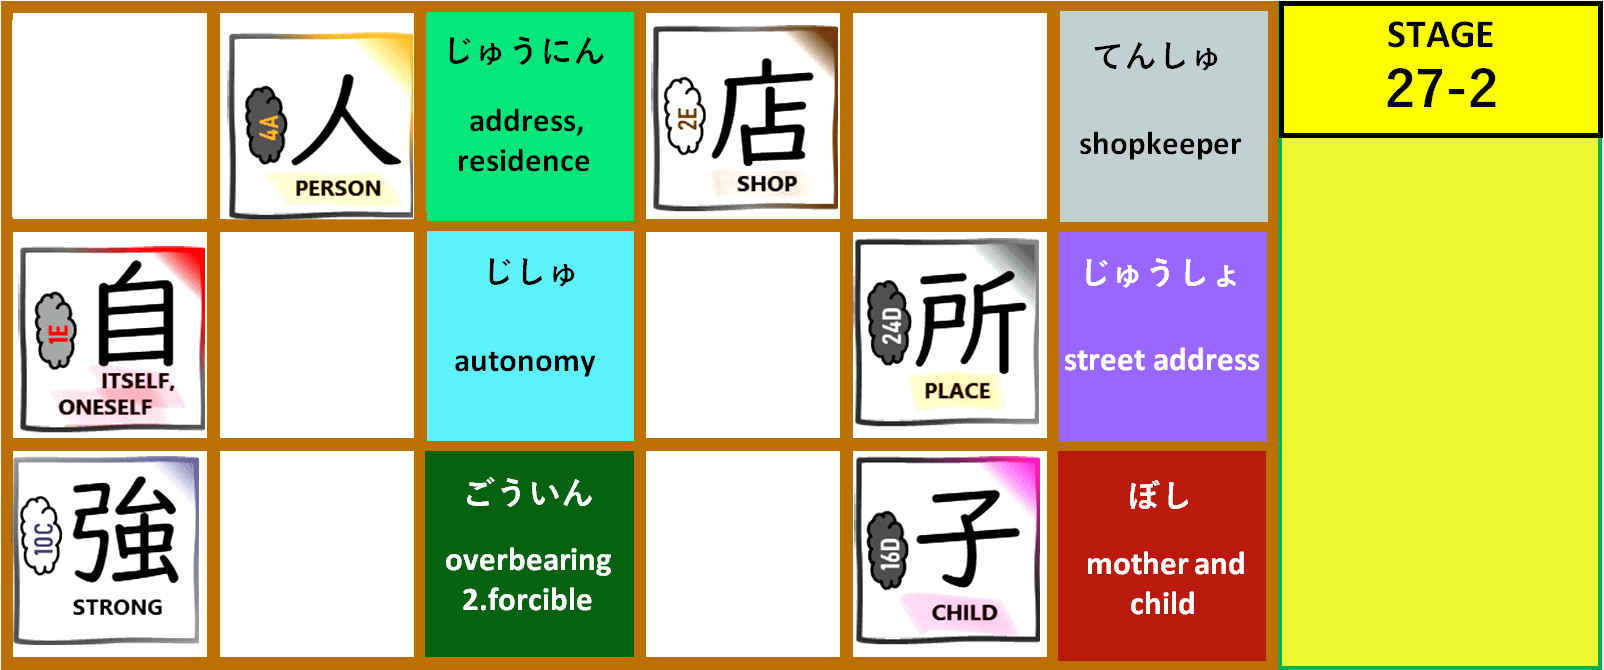 4A
人
PERSON
じゅうにん
address,
residence
2E
店
SHOP
てんしゅ
shopkeeper
STAGE
27-2
1E
自
ITSELF,
ONESELF
じしゅ
autonomy
24D
所
PLACE
じゅうしょ
street address
10C
強
STRONG
ごういん
overbearing
2.forcible
16D
子
CHILD
ぼし
mother and
child